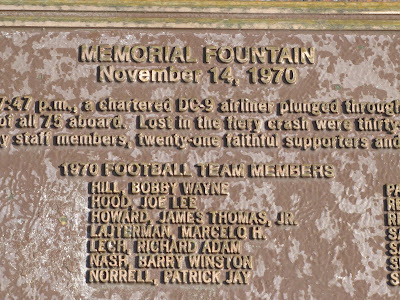 MEMORIAL FOUNTAIN
November 14, 1970
7:47 p.m., a chartered DC-9 airliner plunged through
of all 75 aboard. Lost in the fiery crash were thirty-
y staff members, twenty-one faithful supporters and
1970 FOOTBALL TEAM MEMBERS
HILL, BOBBY WAYNE
HOOD, JOE LEE
HOWARD, JAMES THOMAS, JR.
LAJTERMAN, MARCELO H.
LECH, RICHARD ADAM
NASH, BARRY WINSTON
NORRELL, PATRICK JAY